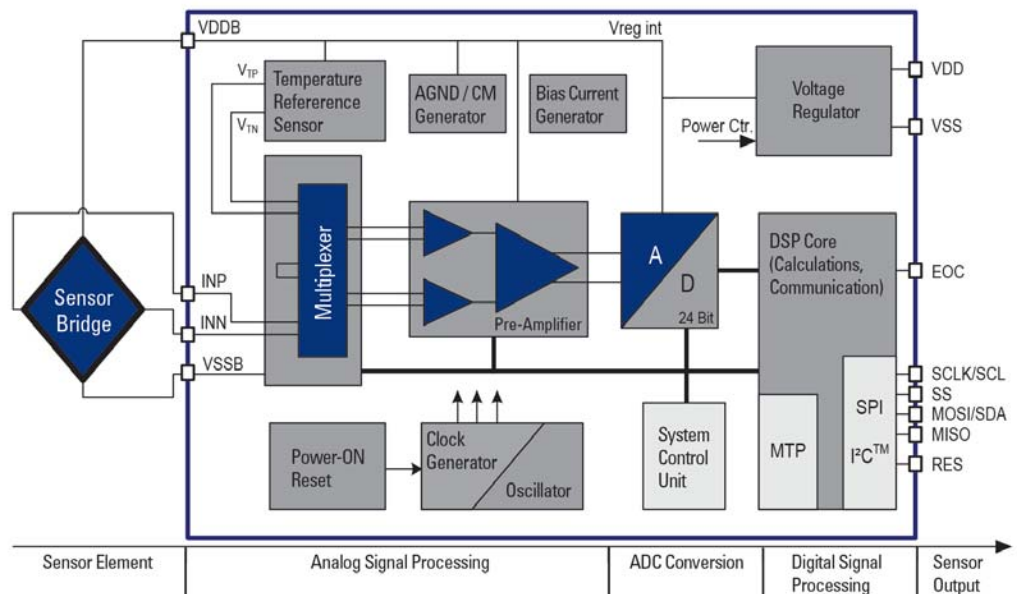 VDDB
Vreg int
VTP
Temperature
Refererence
Sensor
VTN
AGND / CM
Generator
Bias Current
Generator
Voltage
Regulator
Power Ctr.
VDD
VSS
Sensor
Bridge
INP
INN
VSSB
Multiplexer
Pre-Amplifier
A
D
24 Bit
DSP Core
(Calculations,
Communication)
EOC
Power-ON
Reset
Clock
Generator
Oscillator
System
Control
Unit
MTP
SPI
I²C™
SCLK/SCL
SS
MOSI/SDA
MISO
RES
Sensor Element
Analog Signal Processing
ADC Conversion
Digital Signal
Processing
Sensor
Output